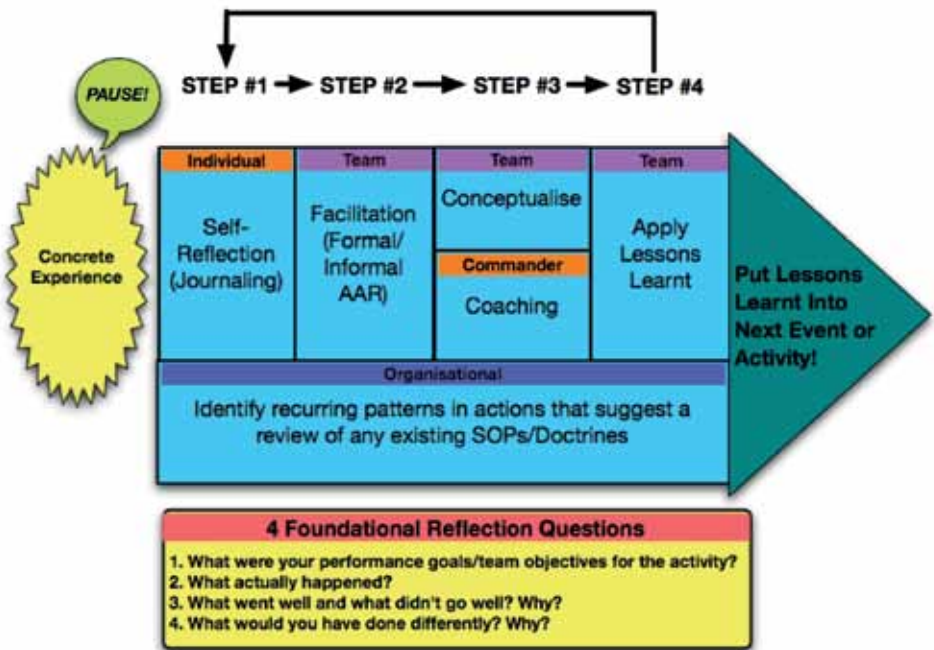 STEP #1 STEP #2 STEP #3 STEP #4
PAUSE!
Concrete
Experience
Individual
Self-
Reflection
(Journaling)
Team
Facilitation
(Formal/
Informal
AAR)
Team
Conceptualise
Commander
Coaching
Team
Apply
Lessons
Learnt
Put Lessons
Learnt Into
Next Event or
Activity!
Organisational
Identify recurring patterns in actions that suggest a
review of any existing SOPs/Doctrines
4 Foundational Reflection Questions
1. What were your performance goals/team objectives for the activity?
2. What actually happened?
3. What went well and what didn't go well? Why?
4. What would you have done differently? Why?